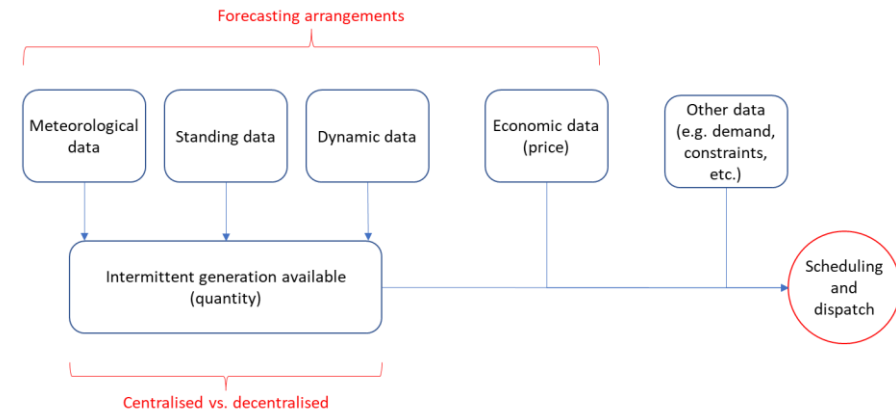 Forecasting arrangements
Meteorological
data
Standing data
Dynamic data
Economic data
(price)
Other data
(e.g. demand,
constraints,
etc.)
Intermittent generation available
(quantity)
Scheduling
and
dispatch
Centralised vs. decentralised